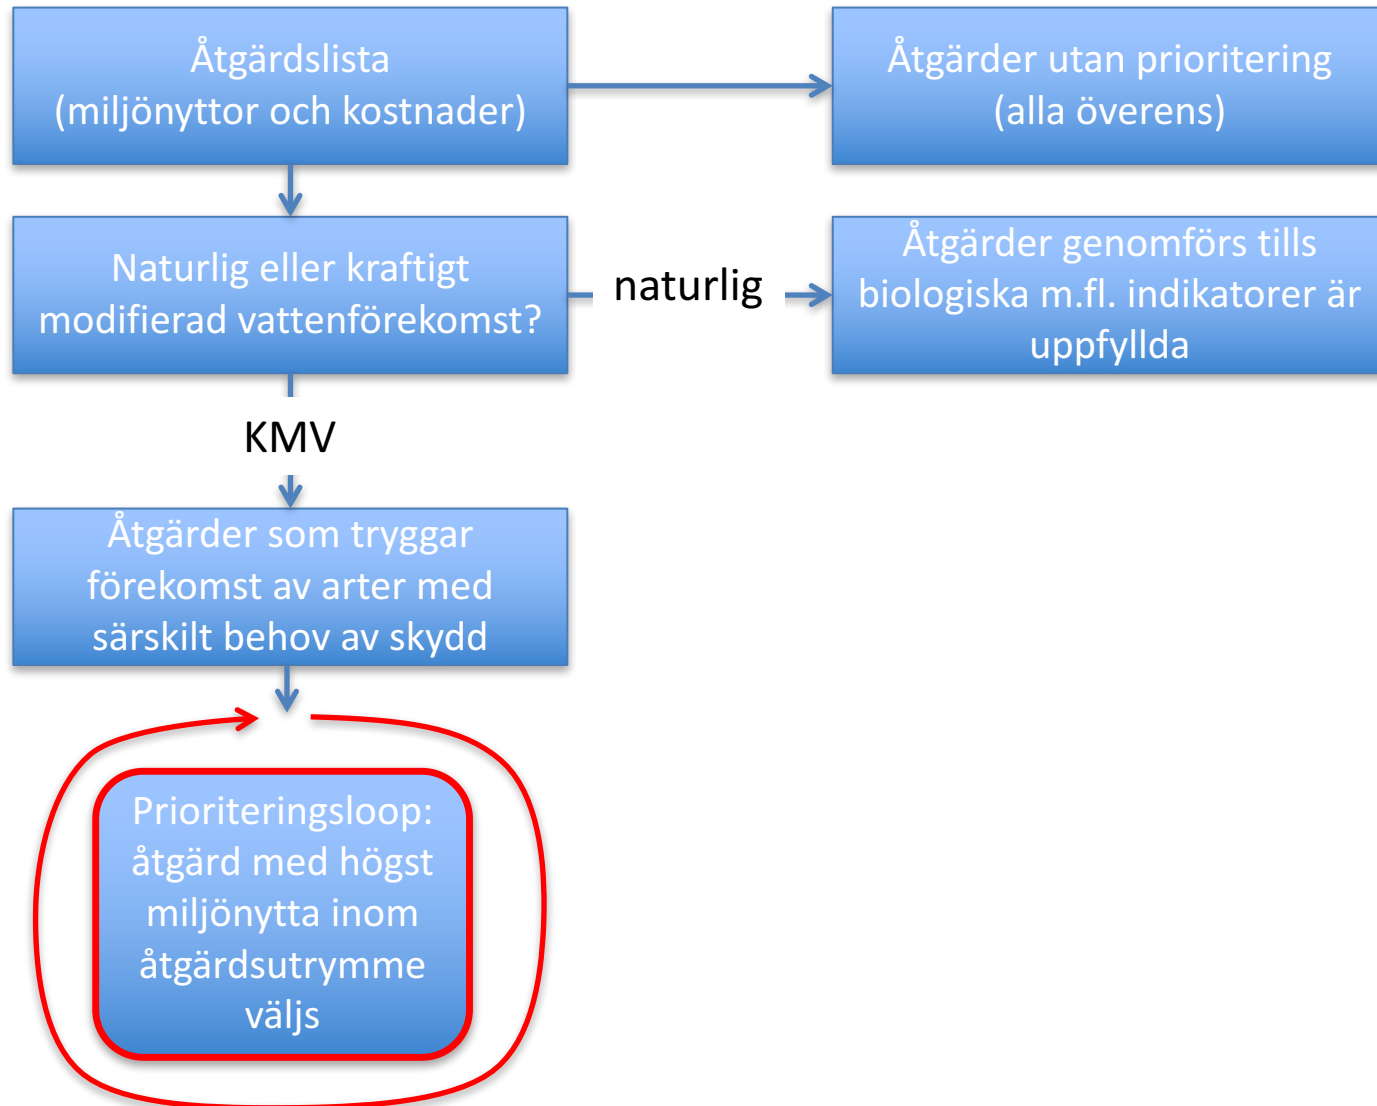 Åtgärdslista
(miljönyttor och kostnader)
Åtgärder utan prioritering
(alla överens)
Naturlig eller kraftigt
modifierad vattenförekomst?
naturlig
Åtgärder genomförs tills
biologiska m.fl. indikatorer är
uppfyllda
KMV
Åtgärder som tryggar
förekomst av arter med
särskilt behov av skydd
Prioriteringsloop:
åtgärd med högst
miljönytta inom
åtgärdsutrymme
väljs